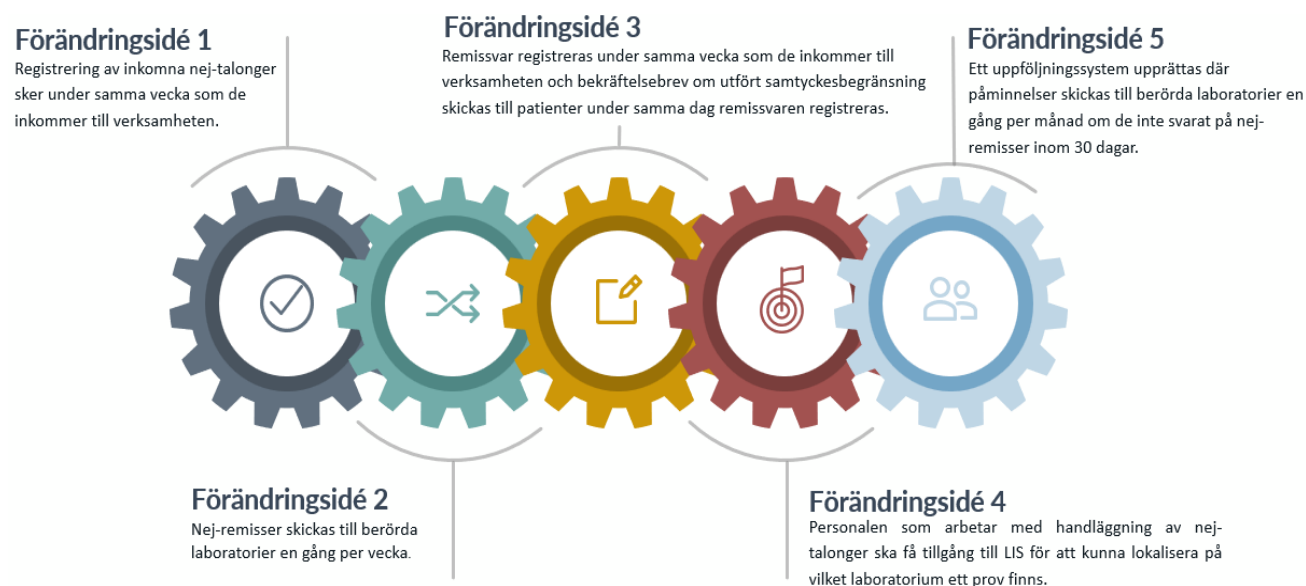 Förändringsidé 1
Registrering av inkomna nej-talonger
sker under samma vecka som de
inkommer till verksamheten.
Förändringsidé 3
Remissvar registreras under samma vecka som de inkommer till
verksamheten och bekräftelsebrev om utfört samtyckesbegränsning
skickas till patienter under samma dag remissvaren registreras.
Förändringsidé 5
Ett uppföljningssystem upprättas där
påminnelser skickas till berörda laboratorier en
gång per månad om de inte svarat på nej-
remisser inom 30 dagar.
Förändringsidé 2
Nej-remisser skickas till berörda
laboratorier en gång per vecka.
Förändringsidé 4
Personalen som arbetar med handläggning av nej-
talonger ska få tillgång till LIS för att kunna lokalisera på
vilket laboratorium ett prov finns.